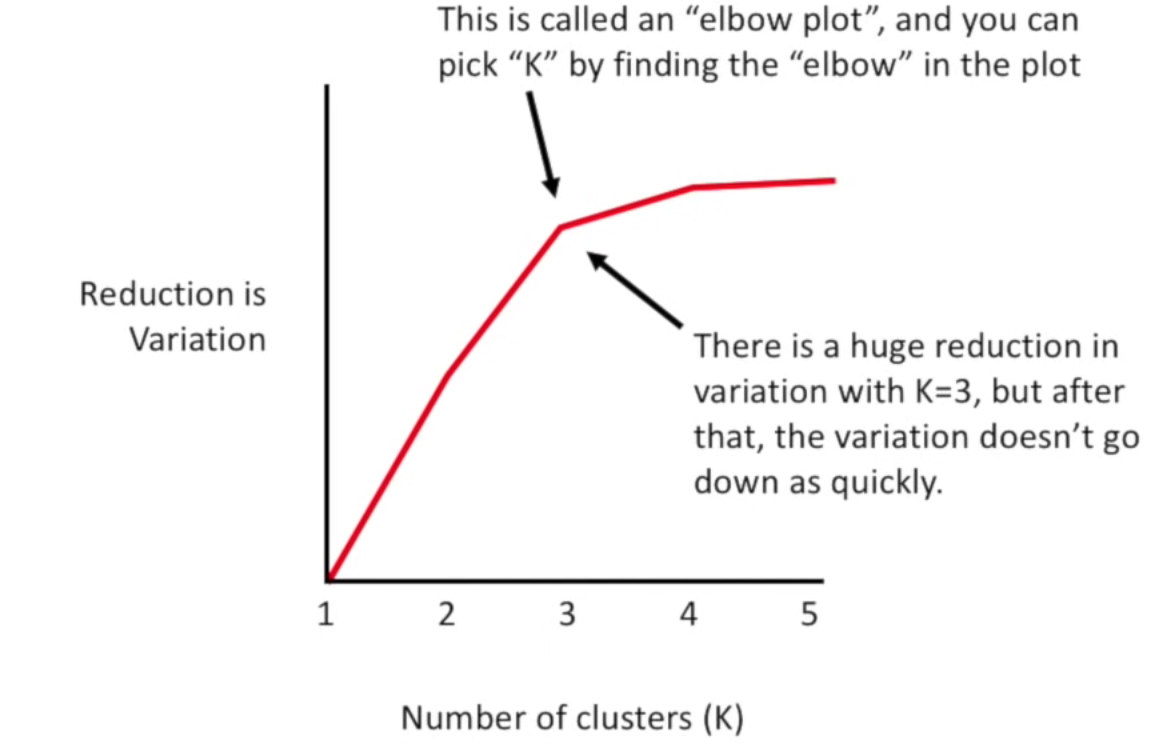 This is called an “elbow plot”, and you can
pick “K” by finding the “elbow” in the plot
Reduction is
Variation
There is a huge reduction in
variation with K=3, but after
that, the variation doesn’t go
down as quickly.
1 2 3 4 5
Number of clusters (K)